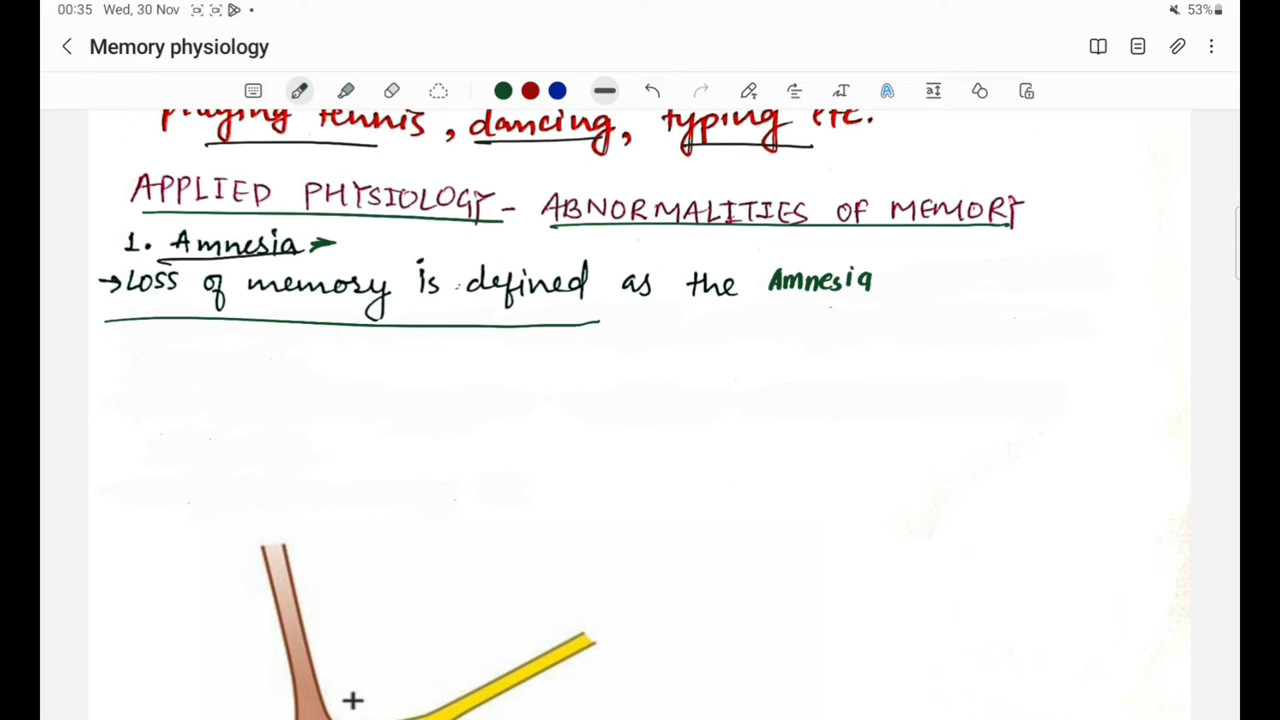 00:35 Wed, 30 Nov
53%
Memory physiology
playing tennis, dancing, typing etc.
APPLIED PHYSIOLOGY - ABNORMALITIES OF MEMORY
1. Amnesia →
→ Loss of memory is defined as the Amnesia
+